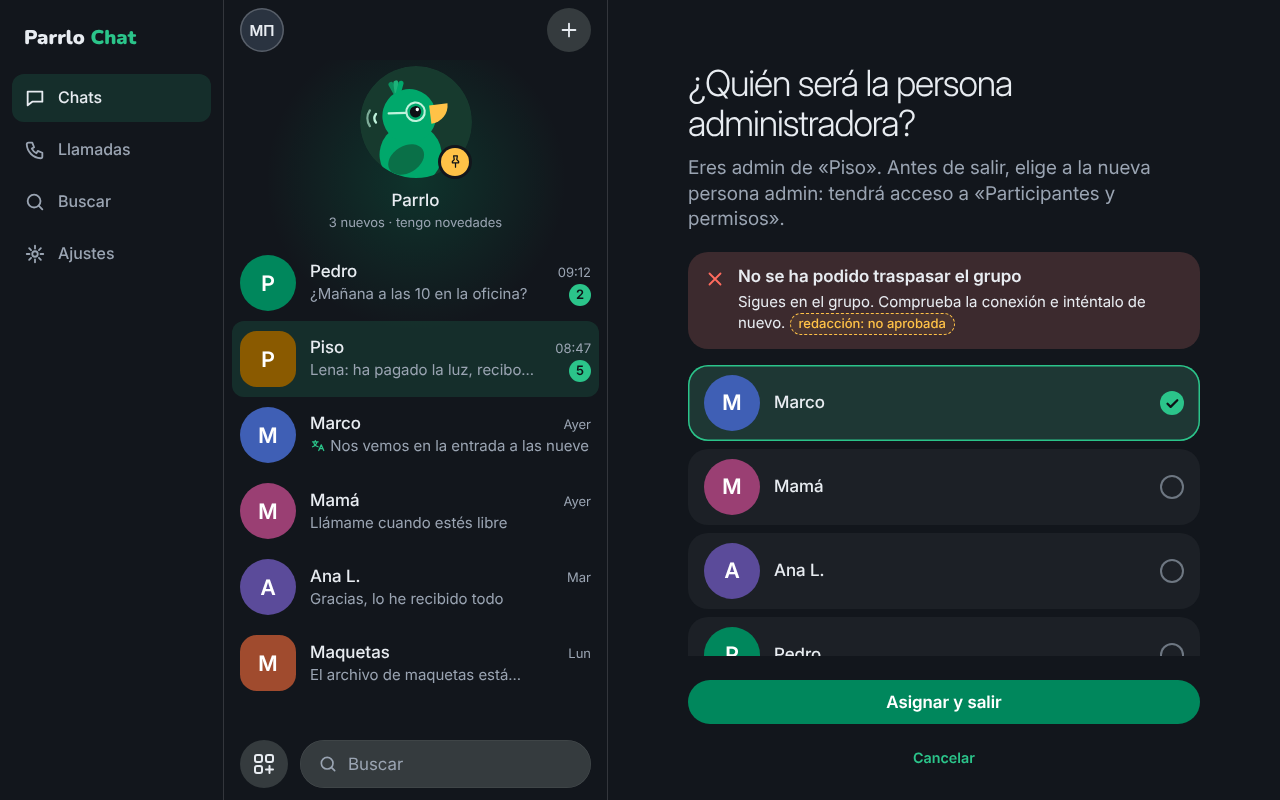 Parrlo Chat
Chats
Llamadas
Buscar
Ajustes
МП
Parrlo
3 nuevos · tengo novedades
P
Pedro
09:12
¿Mañana a las 10 en la oficina?
2
P
Piso
08:47
Lena: ha pagado la luz, recibo...
5
M
Marco
Ayer
Nos vemos en la entrada a las nueve
M
Mamá
Ayer
Llámame cuando estés libre
A
Ana L.
Mar
Gracias, lo he recibido todo
M
Maquetas
Lun
El archivo de maquetas está...
Buscar
¿Quién será la persona
administradora?
Eres admin de «Piso». Antes de salir, elige a la nueva
persona admin: tendrá acceso a «Participantes y
permisos».
No se ha podido traspasar el grupo
Sigues en el grupo. Comprueba la conexión e inténtalo de
nuevo. redacción: no aprobada
M
Marco
M
Mamá
A
Ana L.
P
Pedro
Asignar y salir
Cancelar